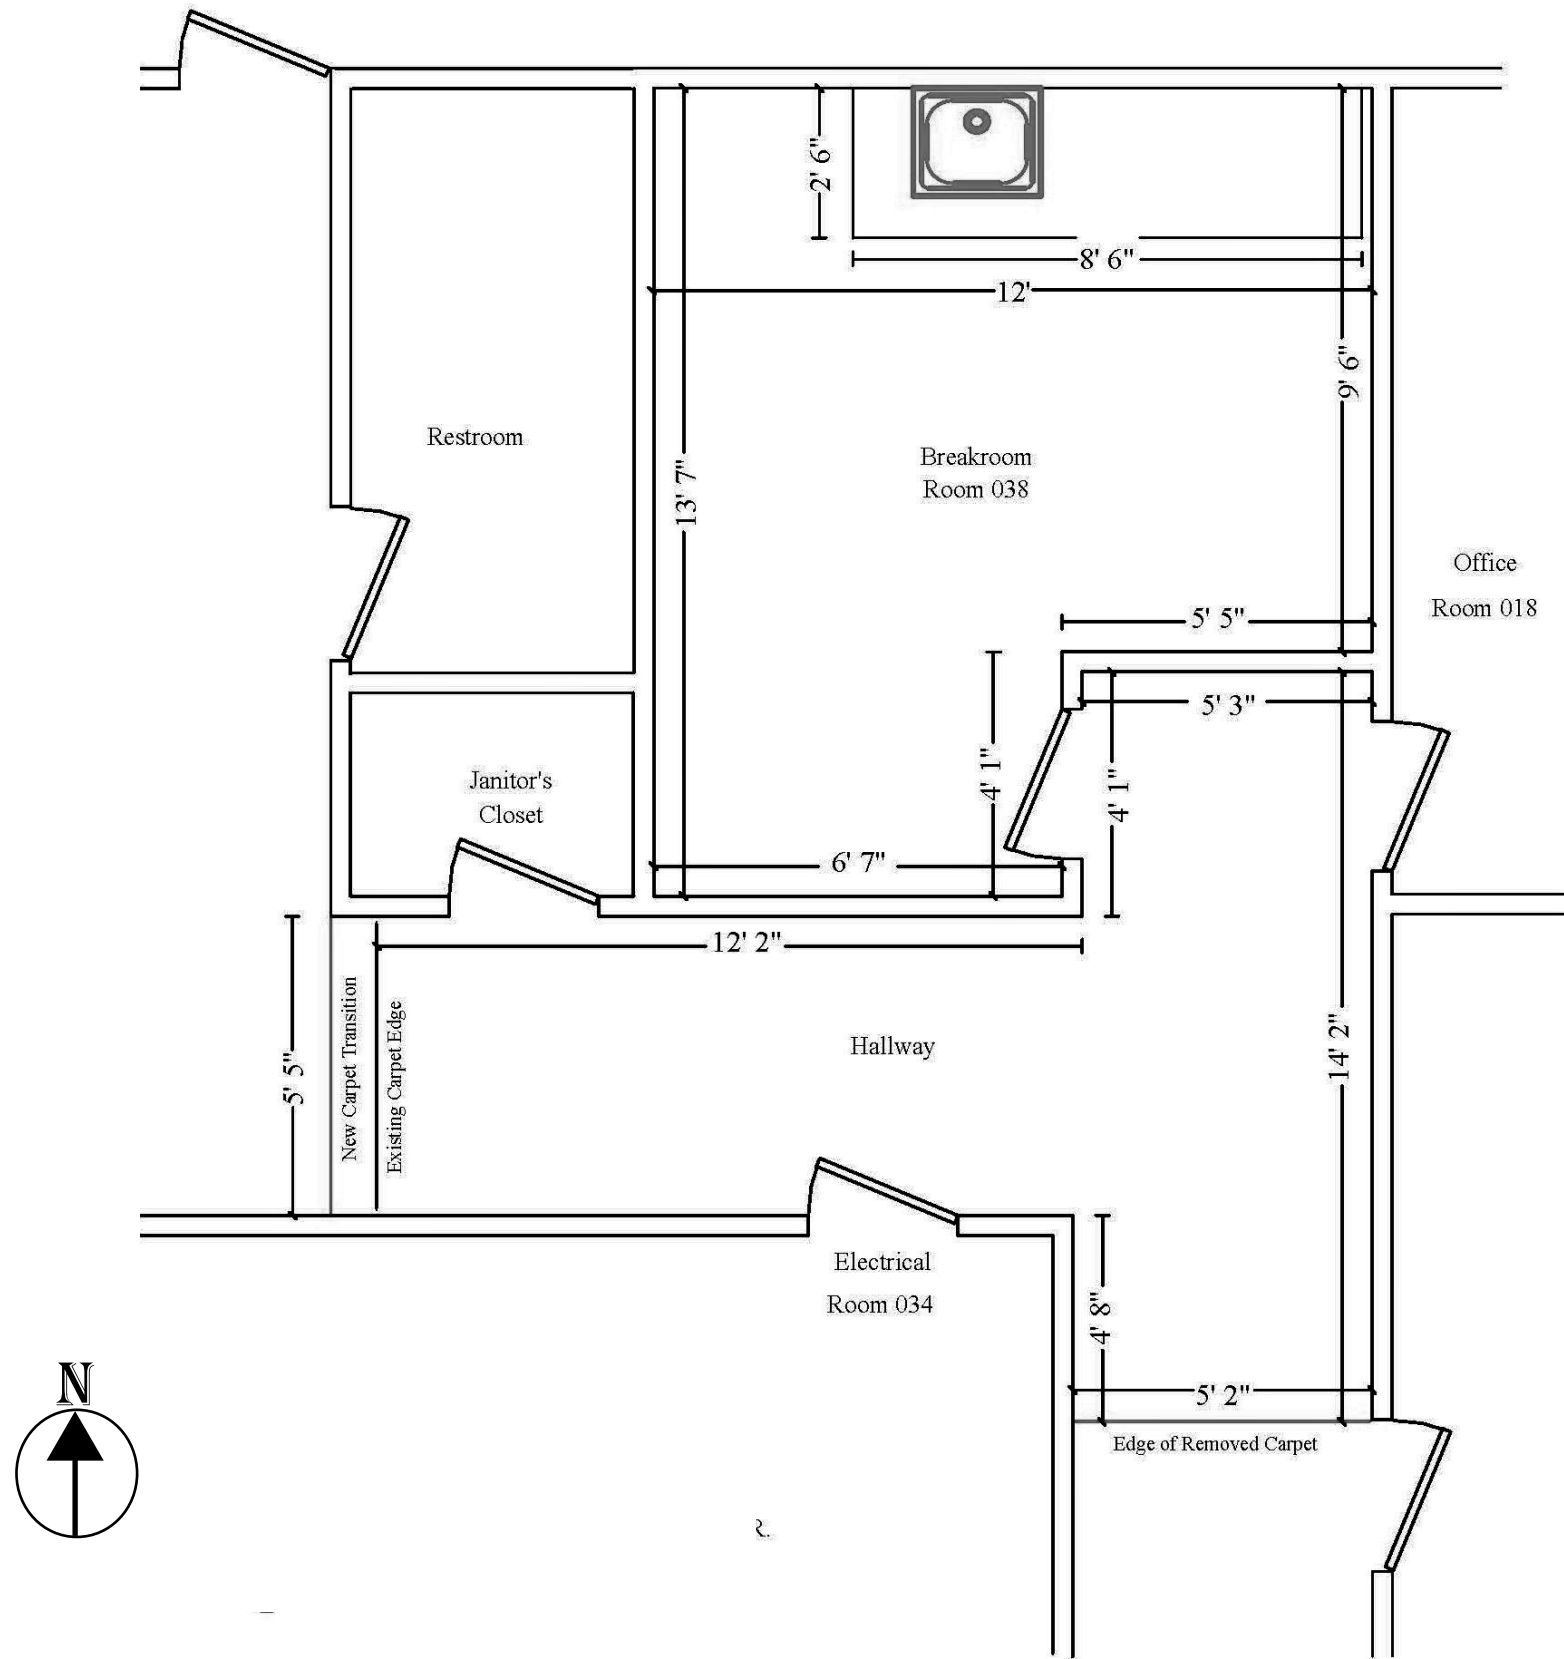 2' 6"
8' 6"
12'
9' 6"
Restroom
Breakroom
Room 038
13' 7"
Office
Room 018
5' 5"
5' 3"
4' 1"
4' 1"
Janitor's
Closet
6' 7"
12' 2"
New Carpet Transition
Existing Carpet Edge
5' 5"
Hallway
14' 2"
Electrical
Room 034
4' 8"
5' 2"
Edge of Removed Carpet
N
R.